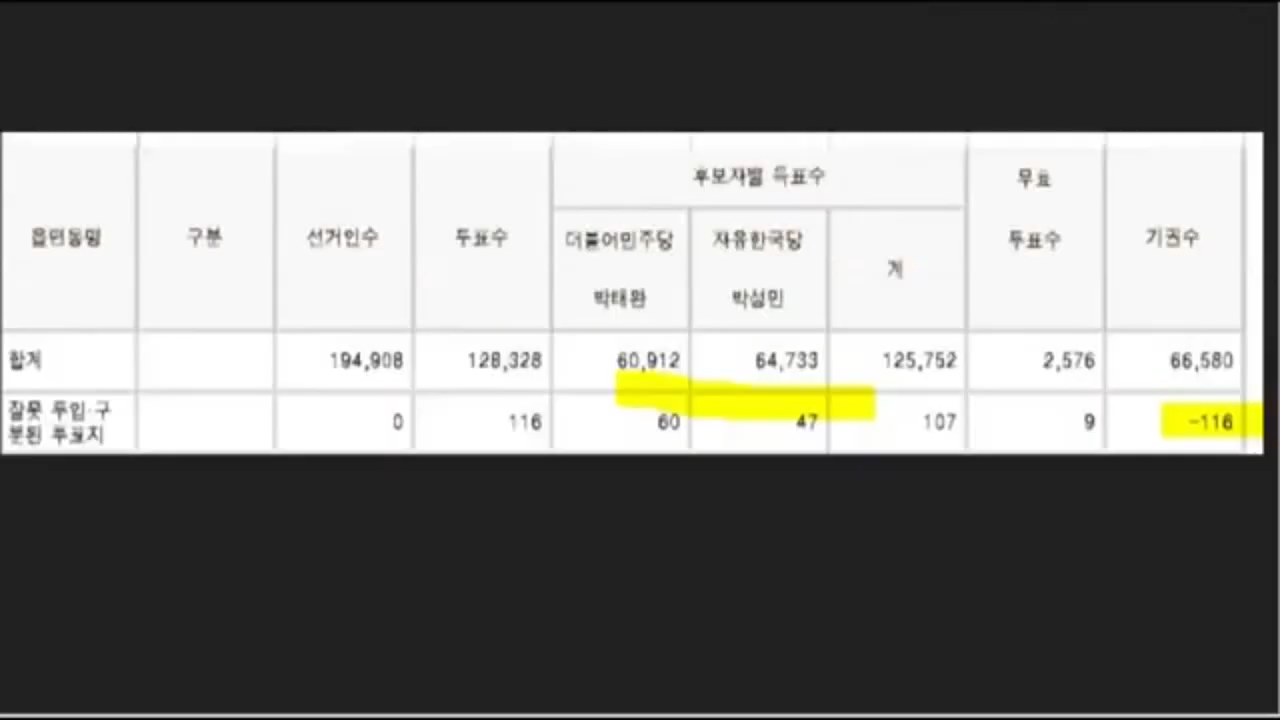 읍면동명 구분 선거인수 투표수 후보자별 득표수 무효 투표수 기권수
더불어민주당 박태완 자유한국당 박성민 계
합계 194,908 128,328 60,912 64,733 125,752 2,576 66,580
잘못 투입·구
분된 투표지 0 116 60 47 107 9 -116